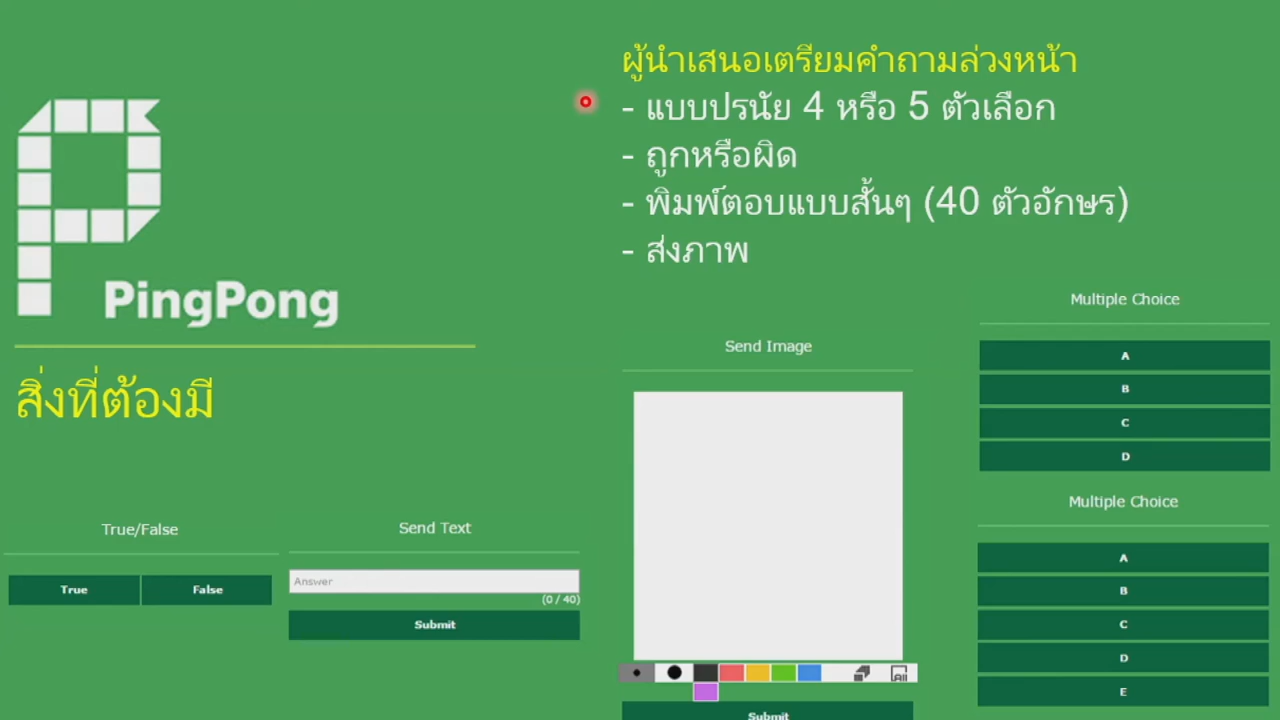 PingPong
สิ่งที่ต้องมี
ผู้นำเสนอเตรียมคำถามล่วงหน้า
- แบบปรนัย 4 หรือ 5 ตัวเลือก
- ถูกหรือผิด
- พิมพ์ตอบแบบสั้นๆ (40 ตัวอักษร)
- ส่งภาพ
True/False
True False
Send Text
Answer
(0 / 40)
Submit
Send Image
All
Submit
Multiple Choice
A
B
C
D
Multiple Choice
A
B
C
D
E